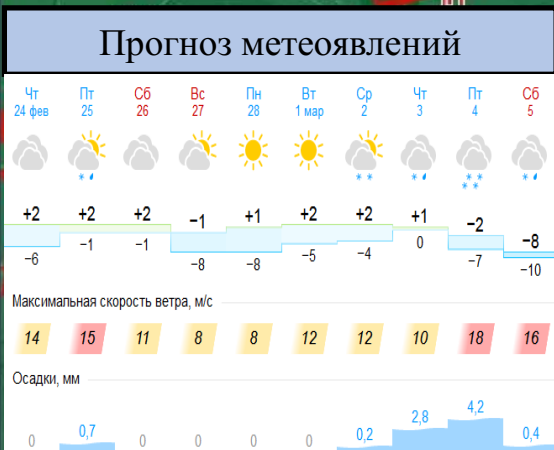 Прогноз метеоявлений
Чт Пт Сб Вс Пн Вт Ср Чт Пт Сб
24 фев 25 26 27 28 1 мар 2 3 4 5
+2 +2 +2 −1 +1 +2 +2 +1 −2 −8
−6 −1 −1 −8 −8 −5 −4 0 −7 −10
Максимальная скорость ветра, м/с
14 15 11 8 8 12 12 10 18 16
Осадки, мм
0 0,7 0 0 0 0 0,2 2,8 4,2 0,4